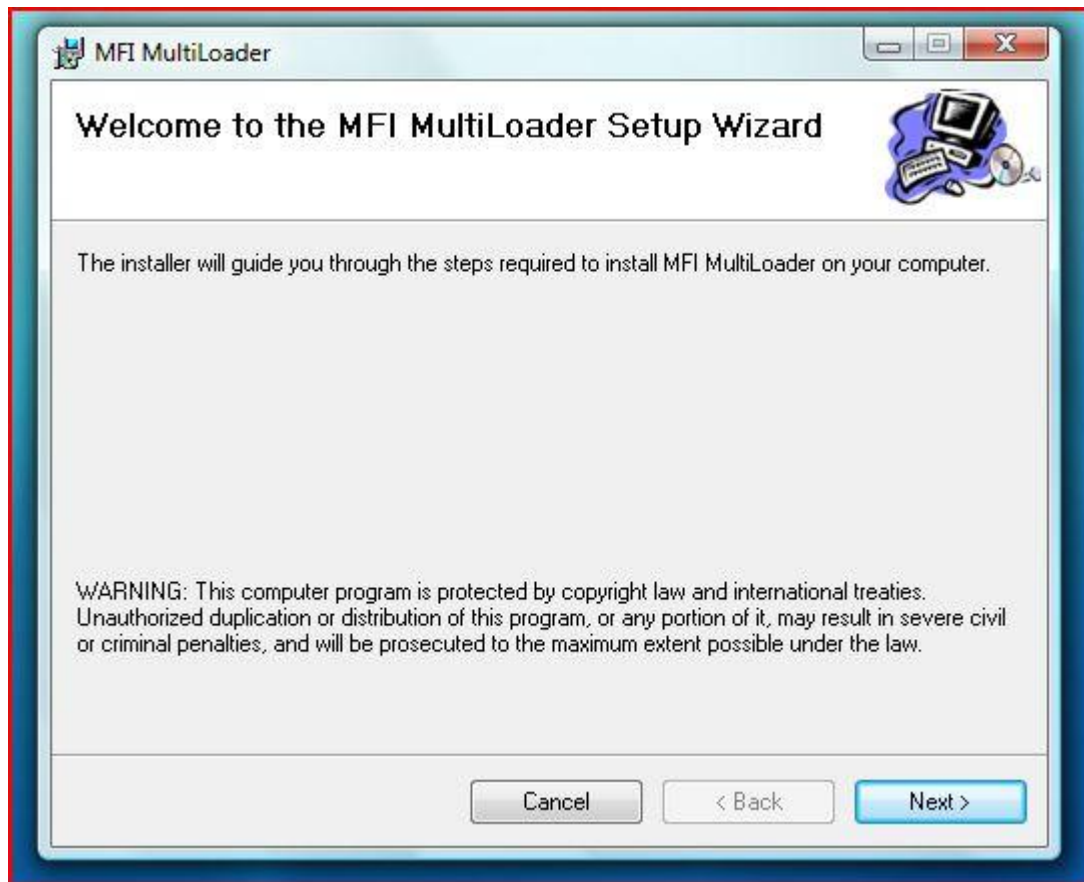 MFI MultiLoader
Welcome to the MFI MultiLoader Setup Wizard
The installer will guide you through the steps required to install MFI MultiLoader on your computer.
WARNING: This computer program is protected by copyright law and international treaties.
Unauthorized duplication or distribution of this program, or any portion of it, may result in severe civil
or criminal penalties, and will be prosecuted to the maximum extent possible under the law.
Cancel
< Back
Next >